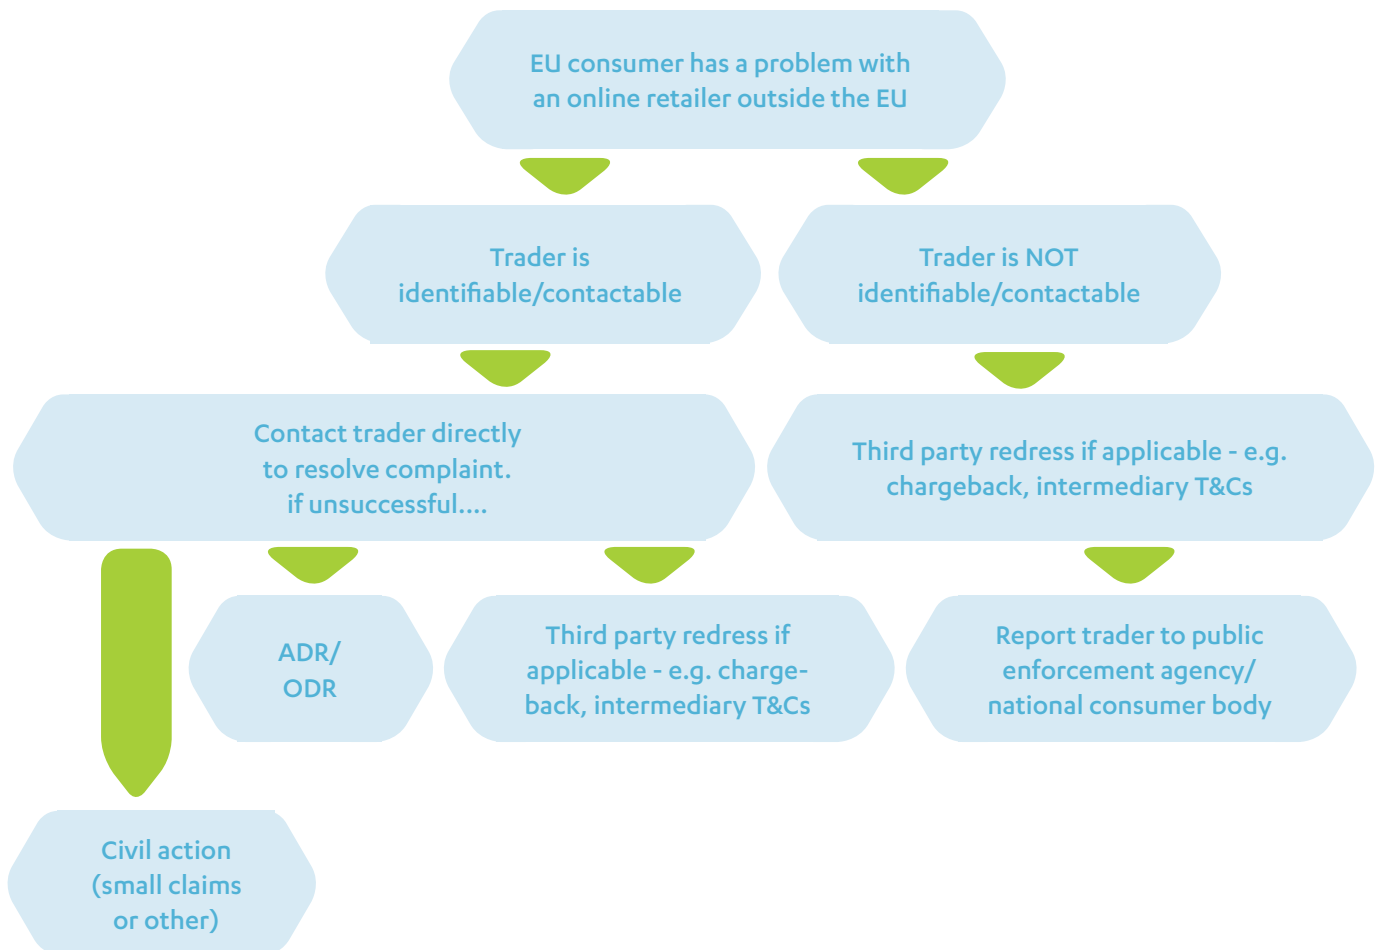 EU consumer has a problem with
an online retailer outside the EU
Trader is
identifiable/contactable
Trader is NOT
identifiable/contactable
Contact trader directly
to resolve complaint.
if unsuccessful....
Third party redress if applicable - e.g.
chargeback, intermediary T&Cs
ADR/
ODR
Third party redress if
applicable - e.g. charge-
back, intermediary T&Cs
Report trader to public
enforcement agency/
national consumer body
Civil action
(small claims
or other)